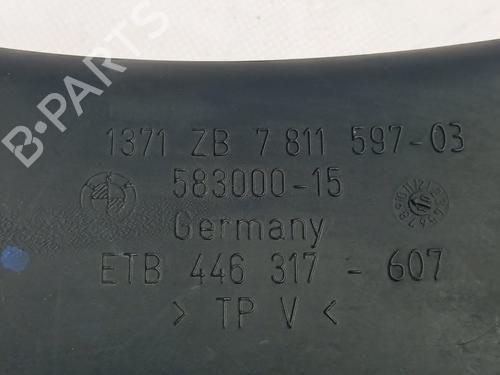 B-PARTS
1371 ZB 7 811 597-03
583000-15
Germany
ETB 446 317 - 607
> TP V <